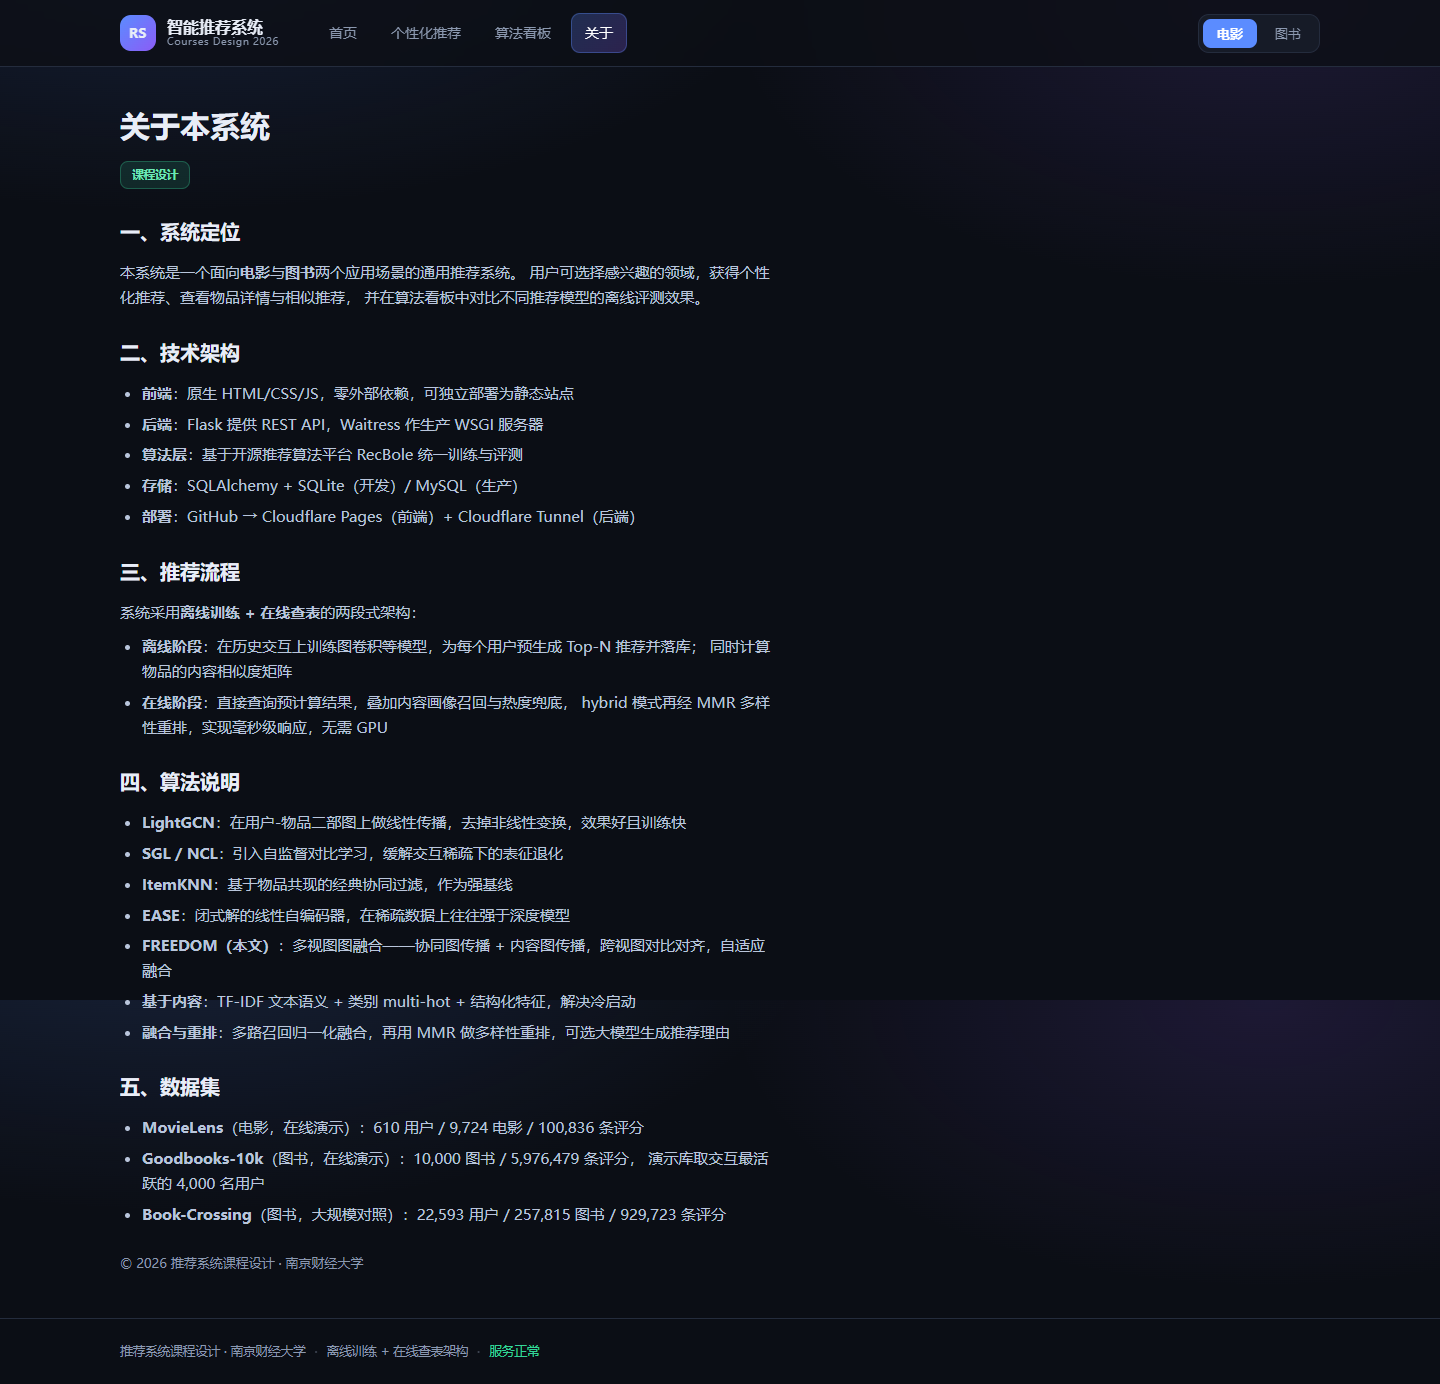 RS
智能推荐系统
Courses Design 2026
首页
个性化推荐
算法看板
关于
电影
图书
关于本系统
课程设计
一、系统定位
本系统是一个面向电影与图书两个应用场景的通用推荐系统。 用户可选择感兴趣的领域，获得个性
化推荐、查看物品详情与相似推荐， 并在算法看板中对比不同推荐模型的离线评测效果。
二、技术架构
• 前端：原生 HTML/CSS/JS，零外部依赖，可独立部署为静态站点
• 后端：Flask 提供 REST API，Waitress 作生产 WSGI 服务器
• 算法层：基于开源推荐算法平台 RecBole 统一训练与评测
• 存储：SQLAlchemy + SQLite（开发）/ MySQL（生产）
• 部署：GitHub → Cloudflare Pages（前端）+ Cloudflare Tunnel（后端）
三、推荐流程
系统采用离线训练 + 在线查表的两段式架构：
• 离线阶段：在历史交互上训练图卷积等模型，为每个用户预生成 Top-N 推荐并落库； 同时计算
物品的内容相似度矩阵
• 在线阶段：直接查询预计算结果，叠加内容画像召回与热度兜底， hybrid 模式再经 MMR 多样
性重排，实现毫秒级响应，无需 GPU
四、算法说明
• LightGCN：在用户-物品二部图上做线性传播，去掉非线性变换，效果好且训练快
• SGL / NCL：引入自监督对比学习，缓解交互稀疏下的表征退化
• ItemKNN：基于物品共现的经典协同过滤，作为强基线
• EASE：闭式解的线性自编码器，在稀疏数据上往往强于深度模型
• FREEDOM（本文）：多视图图融合——协同图传播 + 内容图传播，跨视图对比对齐，自适应
融合
• 基于内容：TF-IDF 文本语义 + 类别 multi-hot + 结构化特征，解决冷启动
• 融合与重排：多路召回归一化融合，再用 MMR 做多样性重排，可选大模型生成推荐理由
五、数据集
• MovieLens（电影，在线演示）：610 用户 / 9,724 电影 / 100,836 条评分
• Goodbooks-10k（图书，在线演示）：10,000 图书 / 5,976,479 条评分， 演示库取交互最活
跃的 4,000 名用户
• Book-Crossing（图书，大规模对照）：22,593 用户 / 257,815 图书 / 929,723 条评分
© 2026 推荐系统课程设计 · 南京财经大学
推荐系统课程设计 · 南京财经大学 · 离线训练 + 在线查表架构 · 服务正常